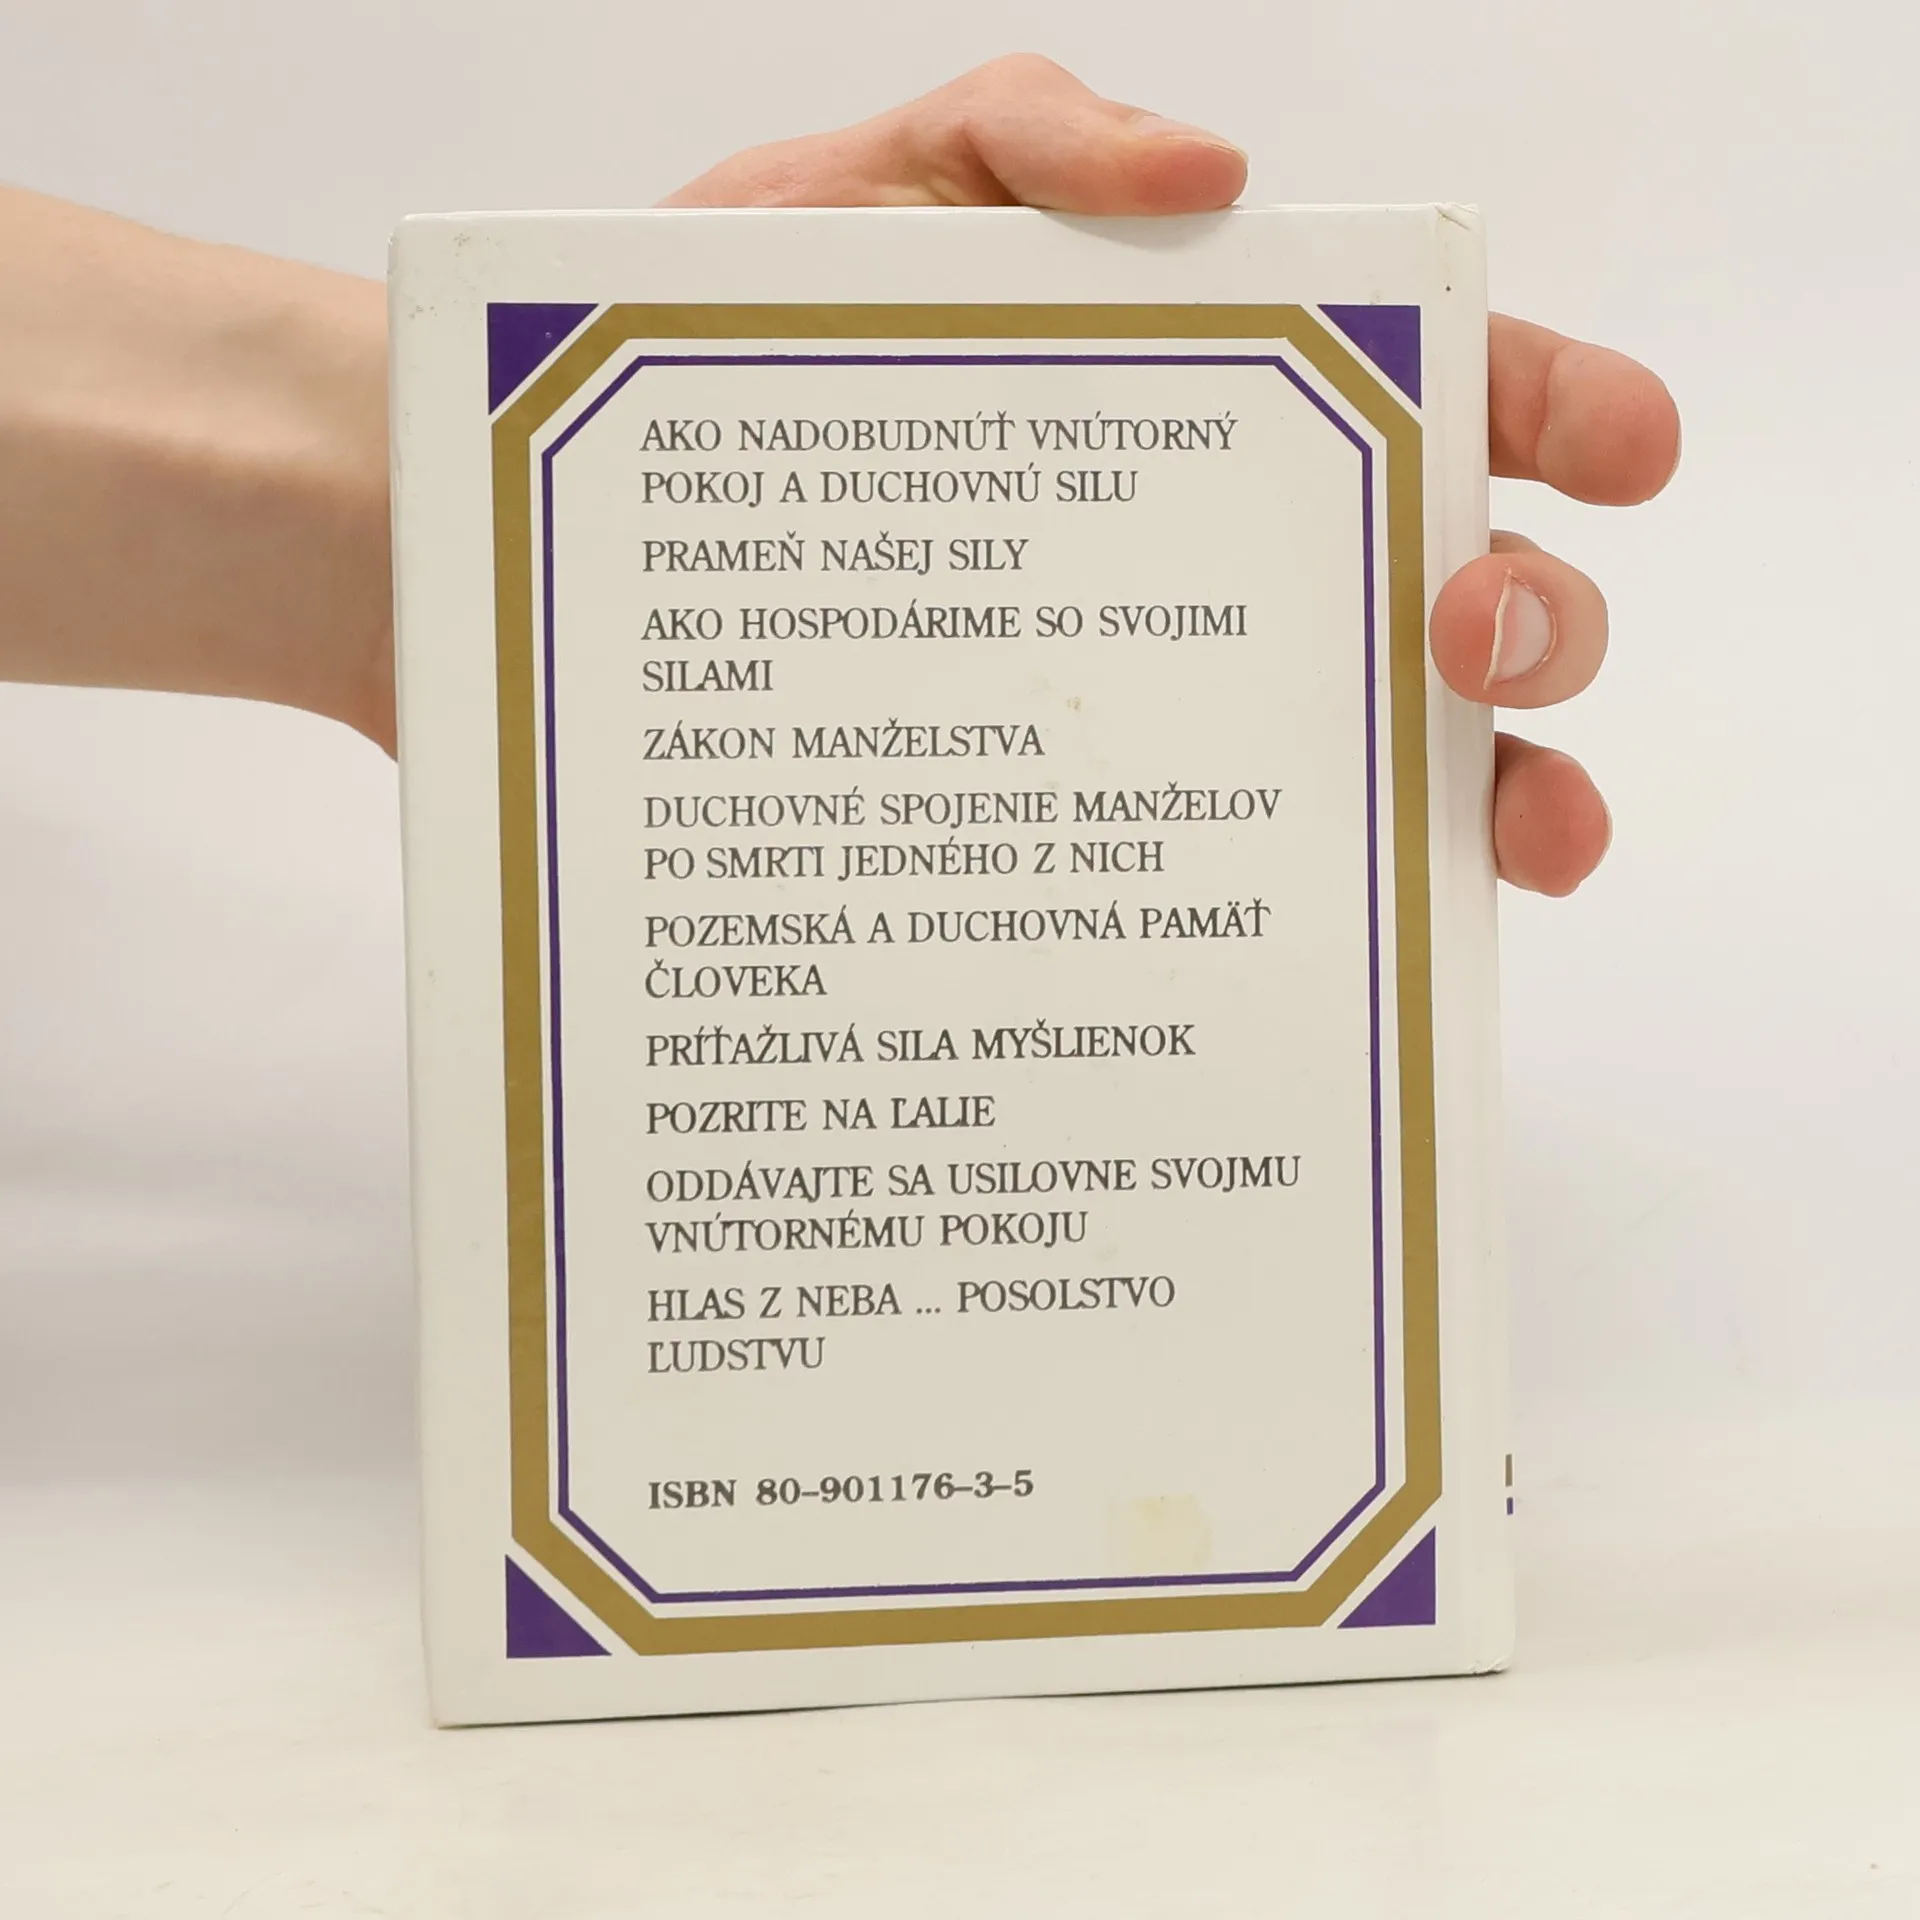 AKO NADOBUDNÚŤ VNÚTORNÝ
POKOJ A DUCHOVNÚ SILU
PRAMEŇ NAŠEJ SILY
AKO HOSPODÁRIME SO SVOJIMI
SILAMI
ZÁKON MANŽELSTVA
DUCHOVNÉ SPOJENIE MANŽELOV
PO SMRTI JEDNÉHO Z NICH
POZEMSKÁ A DUCHOVNÁ PAMÄŤ
ČLOVEKA
PRÍŤAŽLIVÁ SILA MYŠLIENOK
POZRITE NA ĽALIE
ODDÁVAJTE SA USILOVNE SVOJMU
VNÚTORNÉMU POKOJU
HLAS Z NEBA ... POSOLSTVO
ĽUDSTVU
ISBN 80–901176–3–5